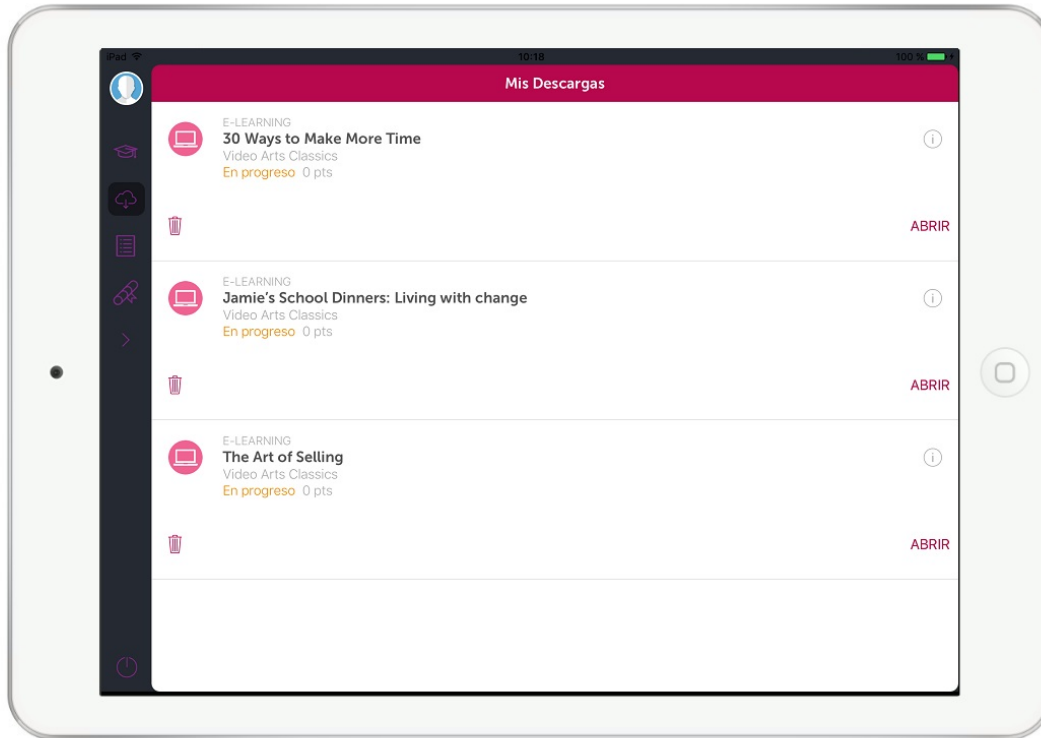 iPad 10:18 100 %
Mis Descargas
E-LEARNING
30 Ways to Make More Time
Video Arts Classics
En progreso 0 pts
ABRIR
E-LEARNING
Jamie's School Dinners: Living with change
Video Arts Classics
En progreso 0 pts
ABRIR
E-LEARNING
The Art of Selling
Video Arts Classics
En progreso 0 pts
ABRIR